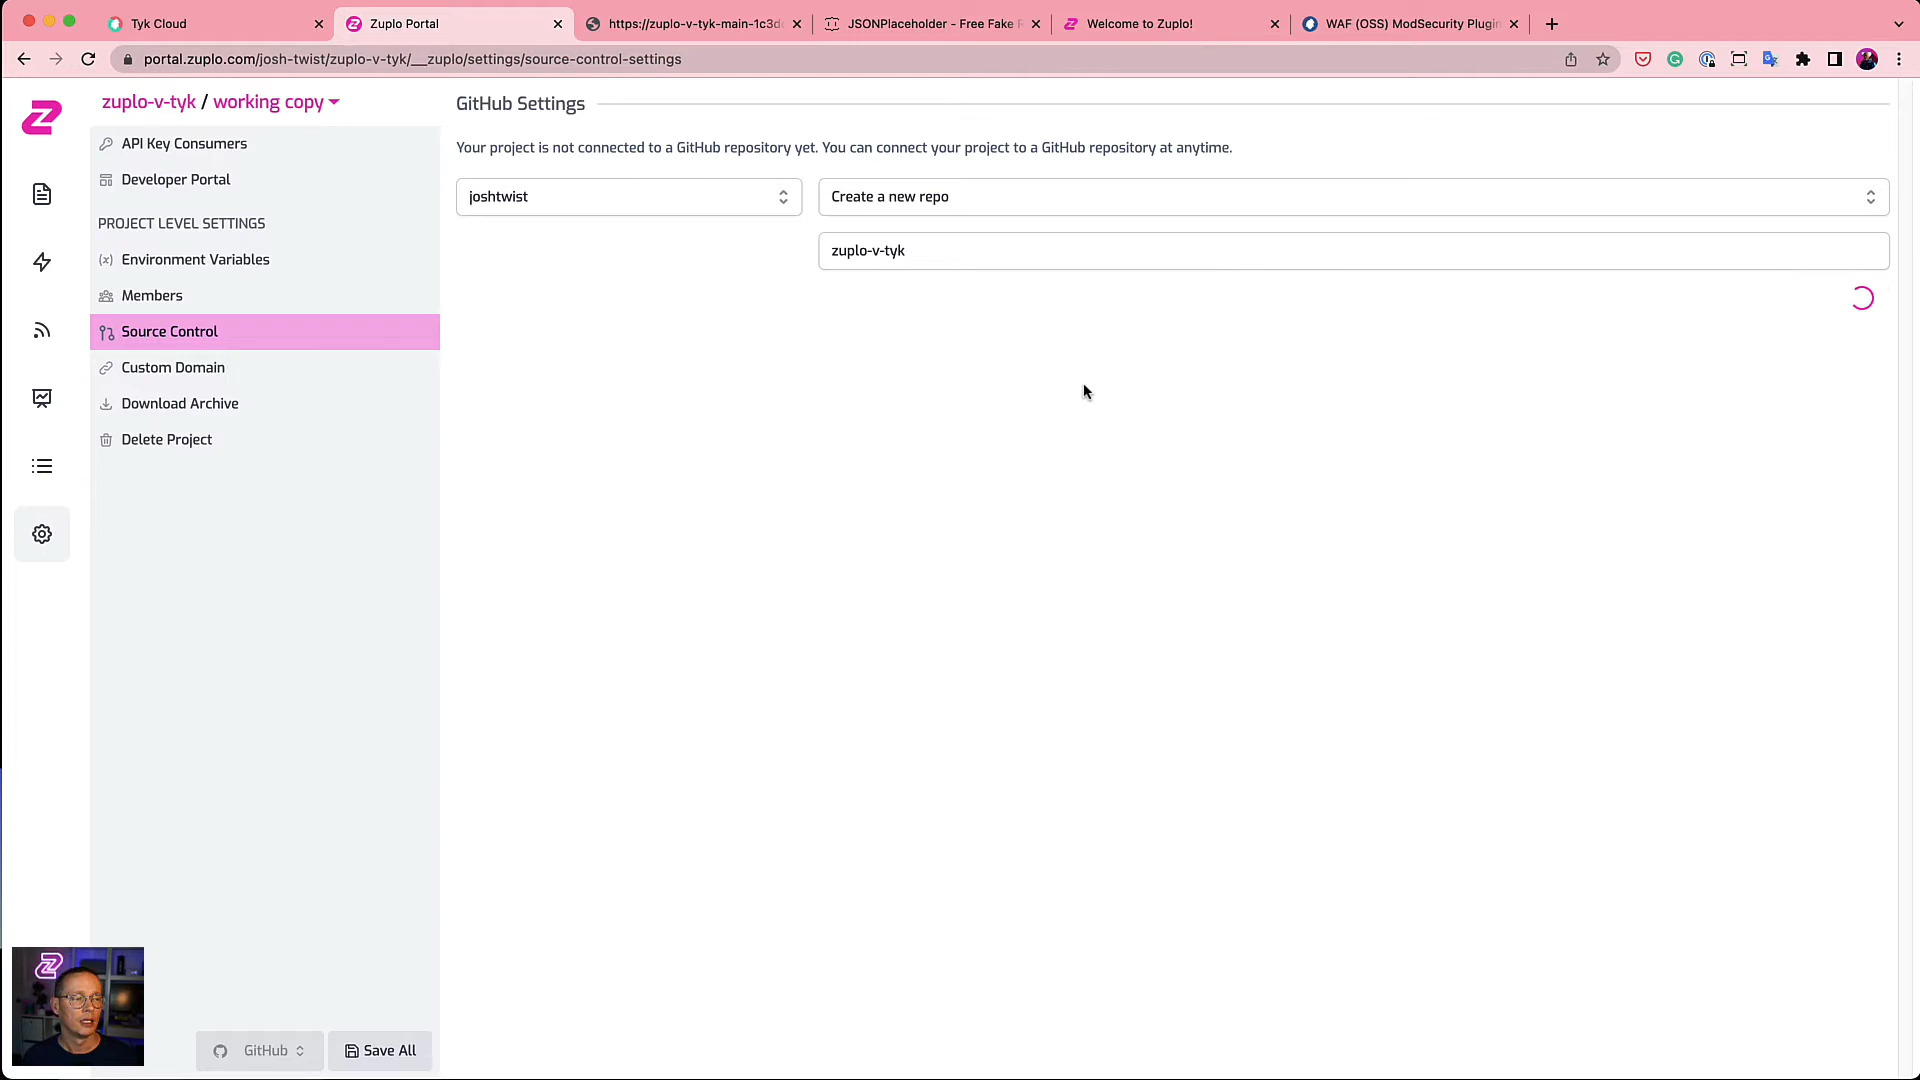 Tyk Cloud
Zuplo Portal
https://zuplo-v-tyk-main-1c3d
JSONPlaceholder - Free Fake R
Welcome to Zuplo!
WAF (OSS) ModSecurity Plugin
portal.zuplo.com/josh-twist/zuplo-v-tyk/__zuplo/settings/source-control-settings
zuplo-v-tyk / working copy
API Key Consumers
Developer Portal
PROJECT LEVEL SETTINGS
Environment Variables
Members
Source Control
Custom Domain
Download Archive
Delete Project
GitHub
Save All
GitHub Settings
Your project is not connected to a GitHub repository yet. You can connect your project to a GitHub repository at anytime.
joshtwist
Create a new repo
zuplo-v-tyk